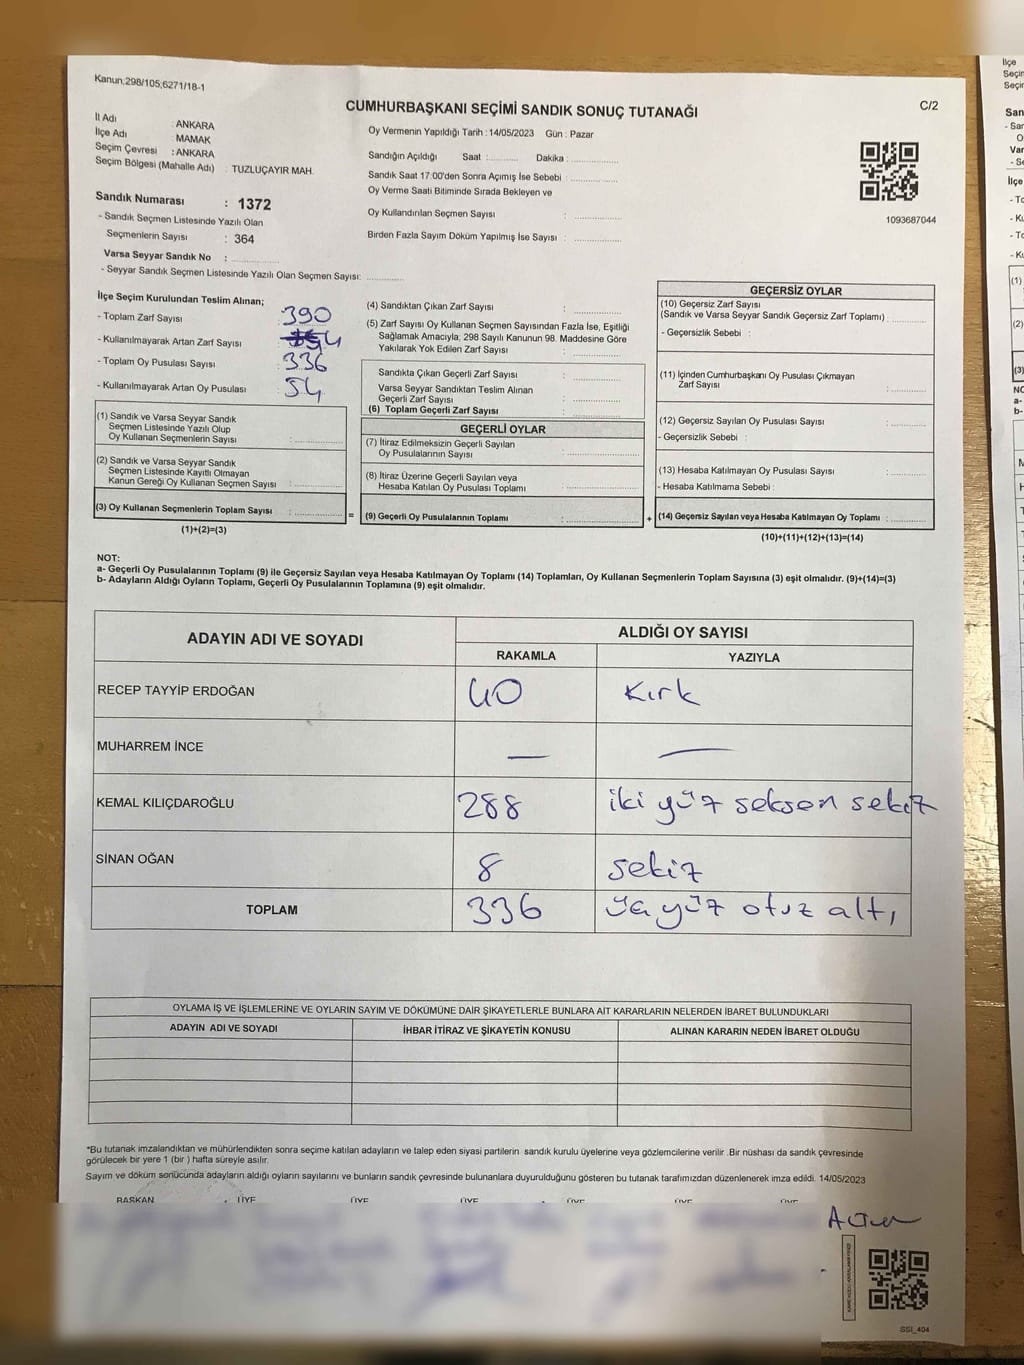 Kanun;298/105;6271/18-1
CUMHURBAŞKANI SEÇİMİ SANDIK SONUÇ TUTANAĞI
C/2
İl Adı : ANKARA
İlçe Adı MAMAK
Seçim Çevresi : ANKARA
Seçim Bölgesi (Mahalle Adı) : TUZLUÇAYIR MAH.
Sandık Numarası : 1372
- Sandık Seçmen Listesinde Yazılı Olan
Seçmenlerin Sayısı : 364
Varsa Seyyar Sandık No :
- Seyyar Sandık Seçmen Listesinde Yazılı Olan Seçmen Sayısı:
Oy Vermenin Yapıldığı Tarih : 14/05/2023 Gün : Pazar
Sandığın Açıldığı Saat : Dakika :
Sandık Saat 17:00'den Sonra Açımış İse Sebebi :
Oy Verme Saati Bitiminde Sırada Bekleyen ve
Oy Kullandırılan Seçmen Sayısı :
Birden Fazla Sayım Döküm Yapılmış İse Sayısı :
1093687044
İlçe Seçim Kurulundan Teslim Alınan;
- Toplam Zarf Sayısı : 390
- Kullanılmayarak Artan Zarf Sayısı : 54
- Toplam Oy Pusulası Sayısı : 336
- Kullanılmayarak Artan Oy Pusulası : 54
(1) Sandık ve Varsa Seyyar Sandık
Seçmen Listesinde Yazılı Olup
Oy Kullanan Seçmenlerin Sayısı :
(2) Sandık ve Varsa Seyyar Sandık
Seçmen Listesinde Kayıtlı Olmayan
Kanun Gereği Oy Kullanan Seçmen Sayısı :
(3) Oy Kullanan Seçmenlerin Toplam Sayısı : =
(1)+(2)=(3)
(4) Sandıktan Çıkan Zarf Sayısı :
(5) Zarf Sayısı Oy Kullanan Seçmen Sayısından Fazla İse, Eşitliği
Sağlamak Amacıyla; 298 Sayılı Kanunun 98. Maddesine Göre
Yakılarak Yok Edilen Zarf Sayısı :
Sandıkta Çıkan Geçerli Zarf Sayısı :
Varsa Seyyar Sandıktan Teslim Alınan
Geçerli Zarf Sayısı :
(6) Toplam Geçerli Zarf Sayısı :
GEÇERLİ OYLAR
(7) İtiraz Edilmeksizin Geçerli Sayılan
Oy Pusulalarının Sayısı :
(8) İtiraz Üzerine Geçerli Sayılan veya
Hesaba Katılan Oy Pusulası Toplamı :
(9) Geçerli Oy Pusulalarının Toplamı : +
GEÇERSİZ OYLAR
(10) Geçersiz Zarf Sayısı
(Sandık ve Varsa Seyyar Sandık Geçersiz Zarf Toplamı) :
- Geçersizlik Sebebi :
(11) İçinden Cumhurbaşkanı Oy Pusulası Çıkmayan
Zarf Sayısı :
(12) Geçersiz Sayılan Oy Pusulası Sayısı :
- Geçersizlik Sebebi :
(13) Hesaba Katılmayan Oy Pusulası Sayısı :
- Hesaba Katılmama Sebebi :
(14) Geçersiz Sayılan veya Hesaba Katılmayan Oy Toplamı :
(10)+(11)+(12)+(13)=(14)
NOT:
a- Geçerli Oy Pusulalarının Toplamı (9) ile Geçersiz Sayılan veya Hesaba Katılmayan Oy Toplamı (14) Toplamları, Oy Kullanan Seçmenlerin Toplam Sayısına (3) eşit olmalıdır. (9)+(14)=(3)
b- Adayların Aldığı Oyların Toplamı, Geçerli Oy Pusulalarının Toplamına (9) eşit olmalıdır.
ADAYIN ADI VE SOYADI ALDIĞI OY SAYISI
RAKAMLA YAZIYLA
RECEP TAYYİP ERDOĞAN 40 Kırk
MUHARREM İNCE — —
KEMAL KILIÇDAROĞLU 288 iki yüz seksen sekiz
SİNAN OĞAN 8 sekiz
TOPLAM 336 yüz otuz altı
OYLAMA İŞ VE İŞLEMLERİNE VE OYLARIN SAYIM VE DÖKÜMÜNE DAİR ŞİKAYETLERLE BUNLARA AİT KARARLARIN NELERDEN İBARET BULUNDUKLARI
ADAYIN ADI VE SOYADI İHBAR İTİRAZ VE ŞİKAYETİN KONUSU ALINAN KARARIN NEDEN İBARET OLDUĞU
*Bu tutanak imzalandıktan ve mühürlendikten sonra seçime katılan adayların ve talep eden siyasi partilerin sandık kurulu üyelerine veya gözlemcilerine verilir .Bir nüshası da sandık çevresinde
görülecek bir yere 1 (bir ) hafta süreyle asılır.
Sayım ve döküm sonucunda adayların aldığı oyların sayılarını ve bunların sandık çevresinde bulunanlara duyurulduğunu gösteren bu tutanak tarafımızdan düzenlenerek imza edildi. 14/05/2023
BAŞKAN ÜYE ÜYE ÜYE ÜYE ÜYE ÜYE
SSI_404